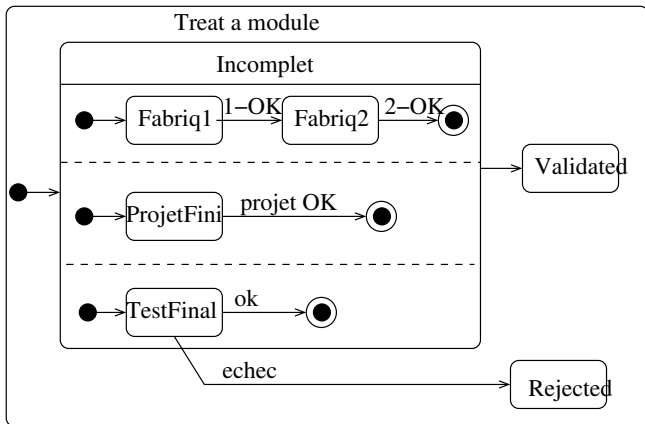 Treat a module
Incomplet
1−OK
2−OK
Fabriq1
Fabriq2
Validated
ProjetFini
projet OK
TestFinal
ok
echec
Rejected